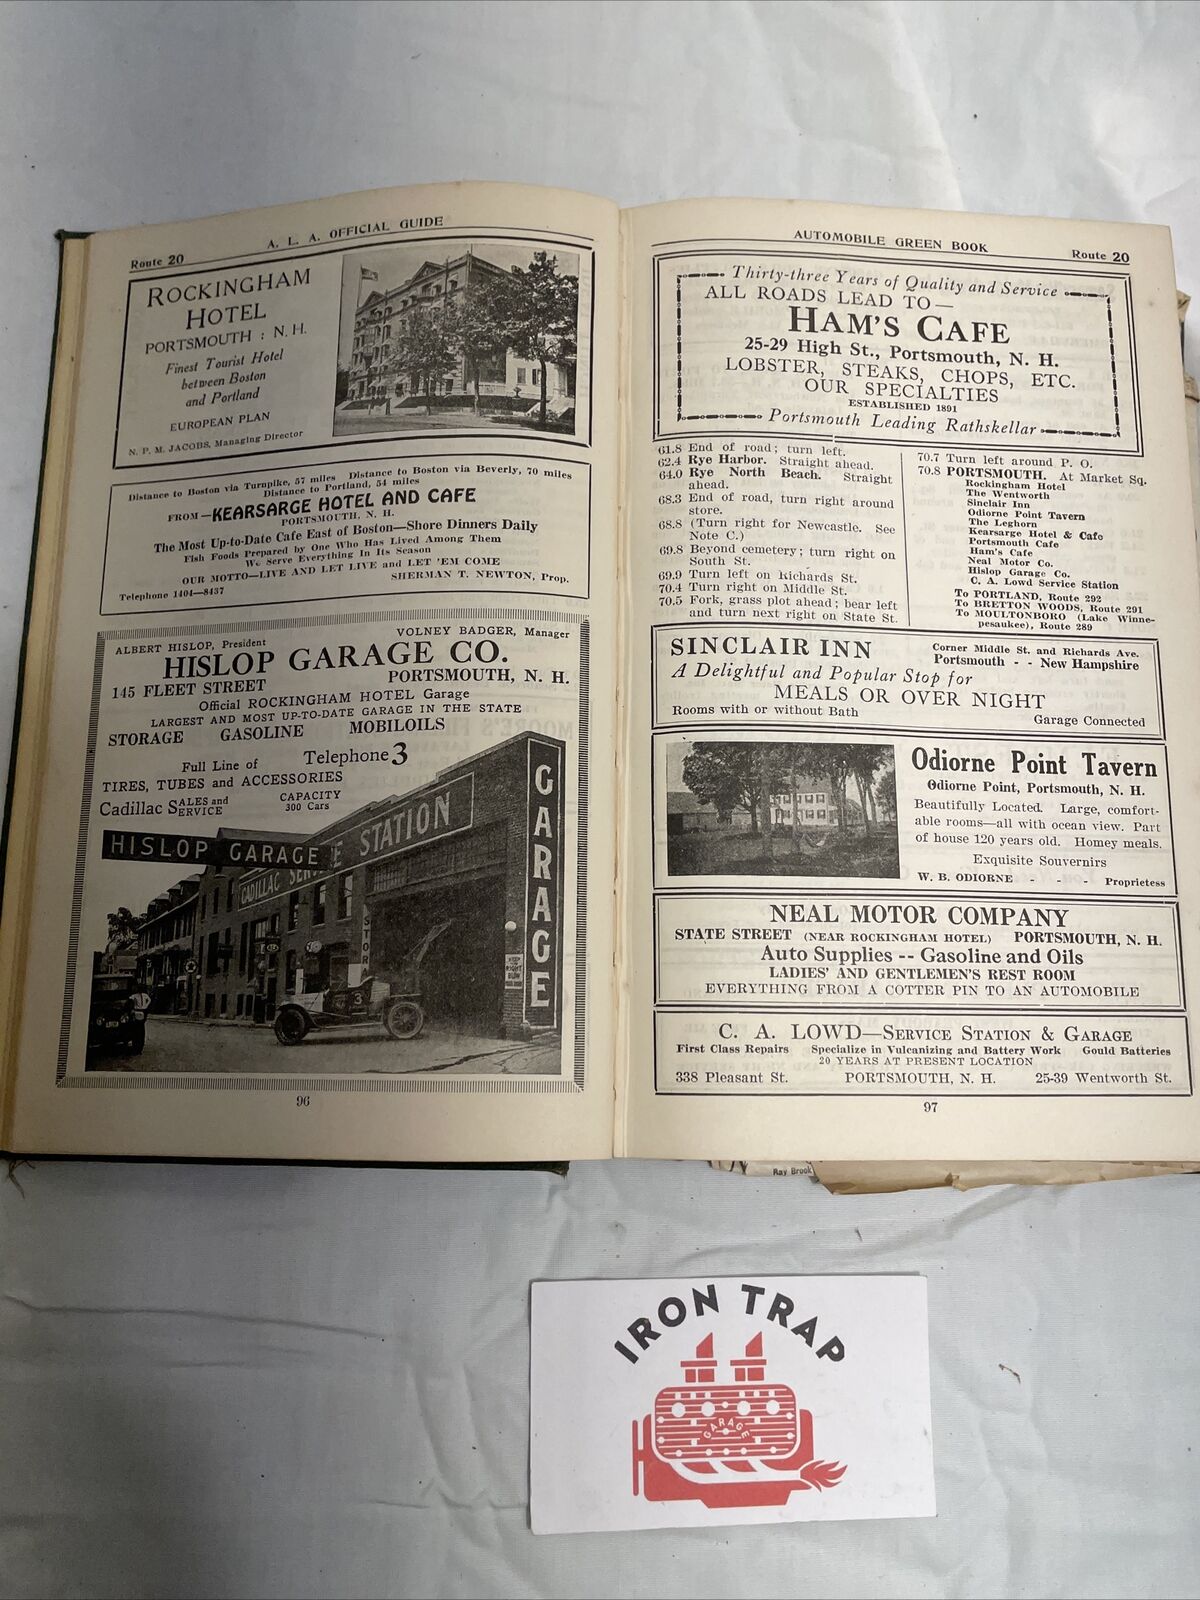 A. L. A. OFFICIAL GUIDE
Route 20
ROCKINGHAM
HOTEL
PORTSMOUTH : N. H.
Finest Tourist Hotel
between Boston
and Portland
EUROPEAN PLAN
N. P. M. JACOBS, Managing Director
Distance to Boston via Turnpike, 57 miles Distance to Boston via Beverly, 70 miles
Distance to Portland, 54 miles
FROM—KEARSARGE HOTEL AND CAFE
PORTSMOUTH, N. H.
The Most Up-to-Date Cafe East of Boston—Shore Dinners Daily
Fish Foods Prepared by One Who Has Lived Among Them
We Serve Everything In Its Season
OUR MOTTO—LIVE AND LET LIVE and LET 'EM COME
SHERMAN T. NEWTON, Prop.
Telephone 1404—8437
ALBERT HISLOP, President
VOLNEY BADGER, Manager
HISLOP GARAGE CO.
145 FLEET STREET
PORTSMOUTH, N. H.
Official ROCKINGHAM HOTEL Garage
LARGEST AND MOST UP-TO-DATE GARAGE IN THE STATE
STORAGE GASOLINE MOBILOILS
Full Line of
Telephone 3
TIRES, TUBES and ACCESSORIES
Cadillac SALES and SERVICE
CAPACITY
300 Cars
HISLOP GARAGE
E STATION
CADILLAC SER
GARAGE
STORA
KEEP
TO
RIGHT
BLOW
3
96
AUTOMOBILE GREEN BOOK
Route 20
Thirty-three Years of Quality and Service
ALL ROADS LEAD TO—
HAM'S CAFE
25-29 High St., Portsmouth, N. H.
LOBSTER, STEAKS, CHOPS, ETC.
OUR SPECIALTIES
ESTABLISHED 1891
Portsmouth Leading Rathskellar
61.8 End of road; turn left.
62.4 Rye Harbor. Straight ahead.
64.0 Rye North Beach. Straight
ahead.
68.3 End of road, turn right around
store.
68.8 (Turn right for Newcastle. See
Note C.)
69.8 Beyond cemetery; turn right on
South St.
69.9 Turn left on Richards St.
70.4 Turn right on Middle St.
70.5 Fork, grass plot ahead; bear left
and turn next right on State St.
70.7 Turn left around P. O.
70.8 PORTSMOUTH. At Market Sq.
Rockingham Hotel
The Wentworth
Sinclair Inn
Odiorne Point Tavern
The Leghorn
Kearsarge Hotel & Cafe
Portsmouth Cafe
Ham's Cafe
Neal Motor Co.
Hislop Garage Co.
C. A. Lowd Service Station
To PORTLAND, Route 292
To BRETTON WOODS, Route 291
To MOULTONBORO (Lake Winne-
pesaukee), Route 289
SINCLAIR INN
Corner Middle St. and Richards Ave.
Portsmouth - - New Hampshire
A Delightful and Popular Stop for
MEALS OR OVER NIGHT
Rooms with or without Bath
Garage Connected
Odiorne Point Tavern
Odiorne Point, Portsmouth, N. H.
Beautifully Located. Large, comfort-
able rooms—all with ocean view. Part
of house 120 years old. Homey meals.
Exquisite Souvenirs
W. B. ODIORNE - - - Proprietess
NEAL MOTOR COMPANY
STATE STREET (NEAR ROCKINGHAM HOTEL) PORTSMOUTH, N. H.
Auto Supplies -- Gasoline and Oils
LADIES' AND GENTLEMEN'S REST ROOM
EVERYTHING FROM A COTTER PIN TO AN AUTOMOBILE
C. A. LOWD—SERVICE STATION & GARAGE
First Class Repairs Specialize in Vulcanizing and Battery Work Gould Batteries
20 YEARS AT PRESENT LOCATION
338 Pleasant St. PORTSMOUTH, N. H. 25-39 Wentworth St.
97
Ray Brook
IRON TRAP
GARAGE